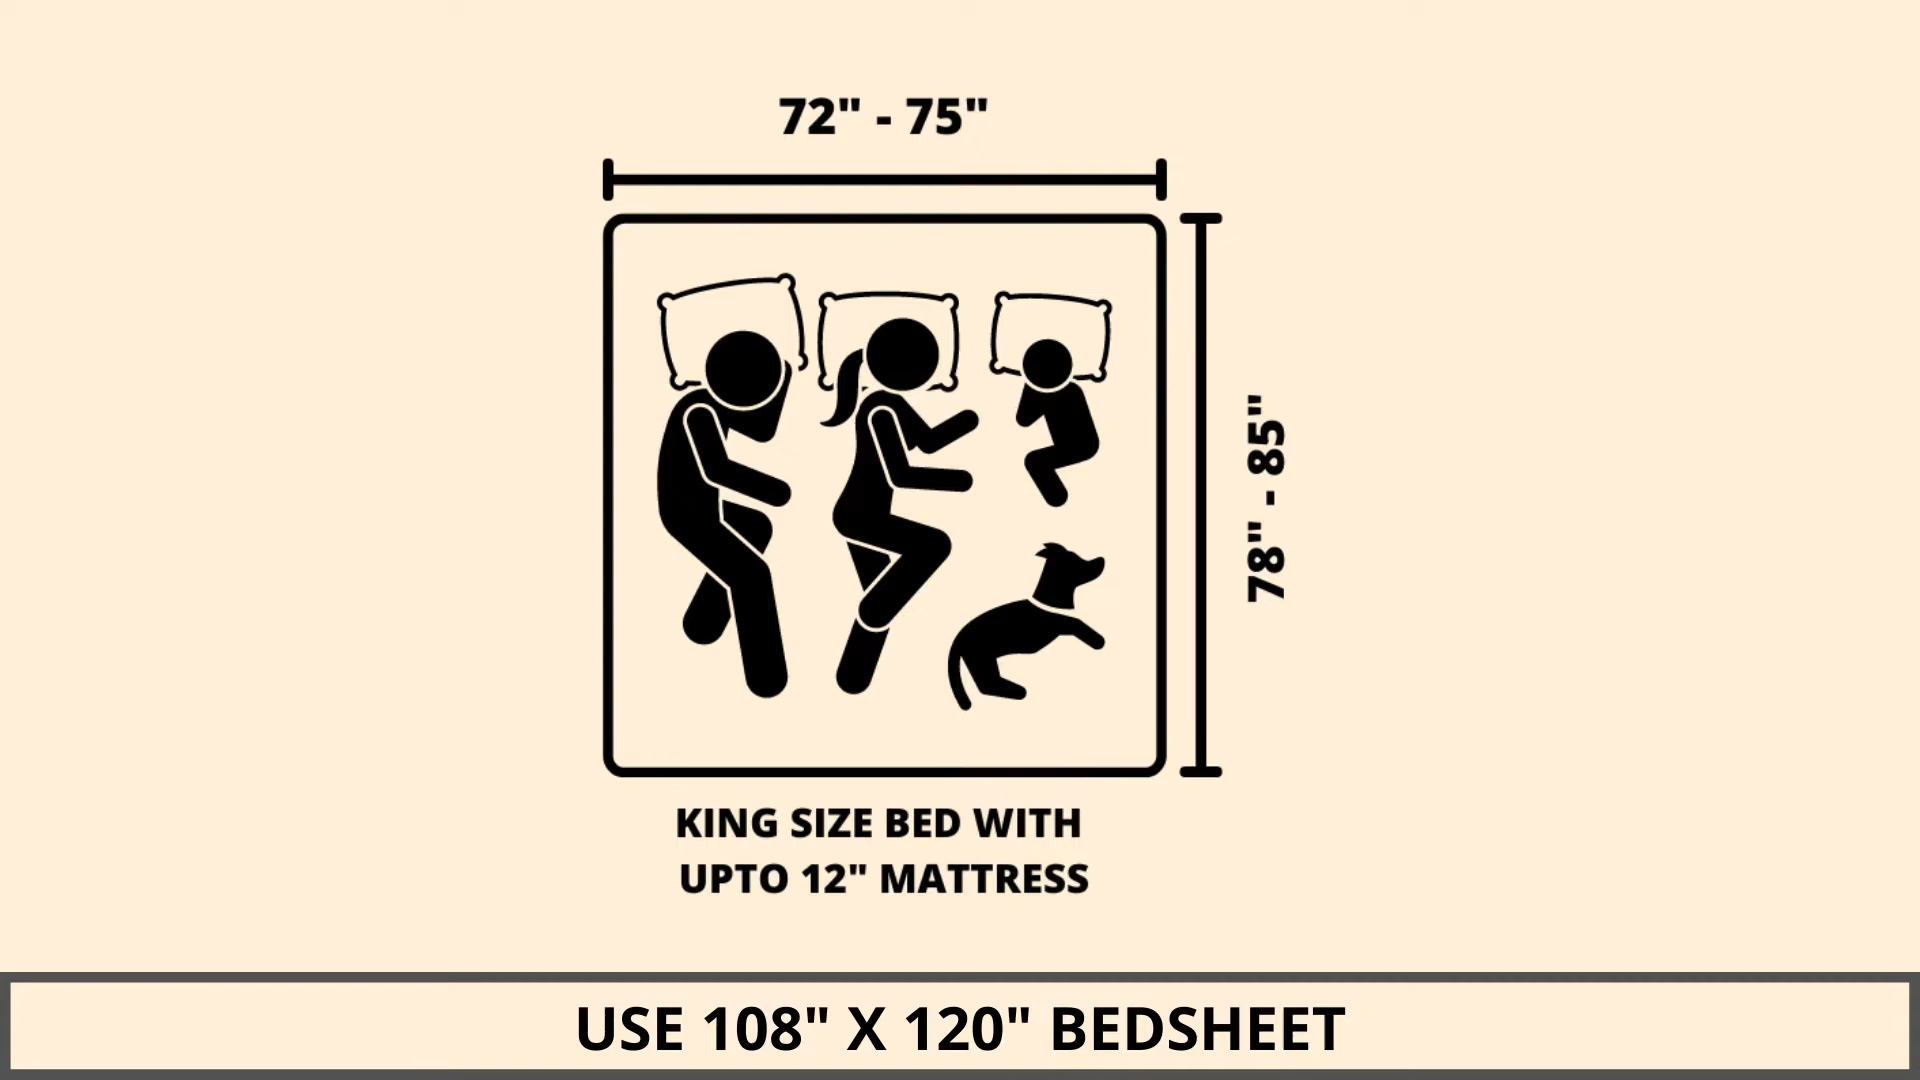 72" - 75"
78" - 85"
KING SIZE BED WITH
UPTO 12" MATTRESS
USE 108" X 120" BEDSHEET